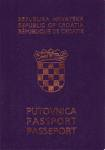 REPUBLIKA HRVATSKA
REPUBLIC OF CROATIA
RÉPUBLIQUE DE CROATIE
PUTOVNICA
PASSPORT
PASSEPORT